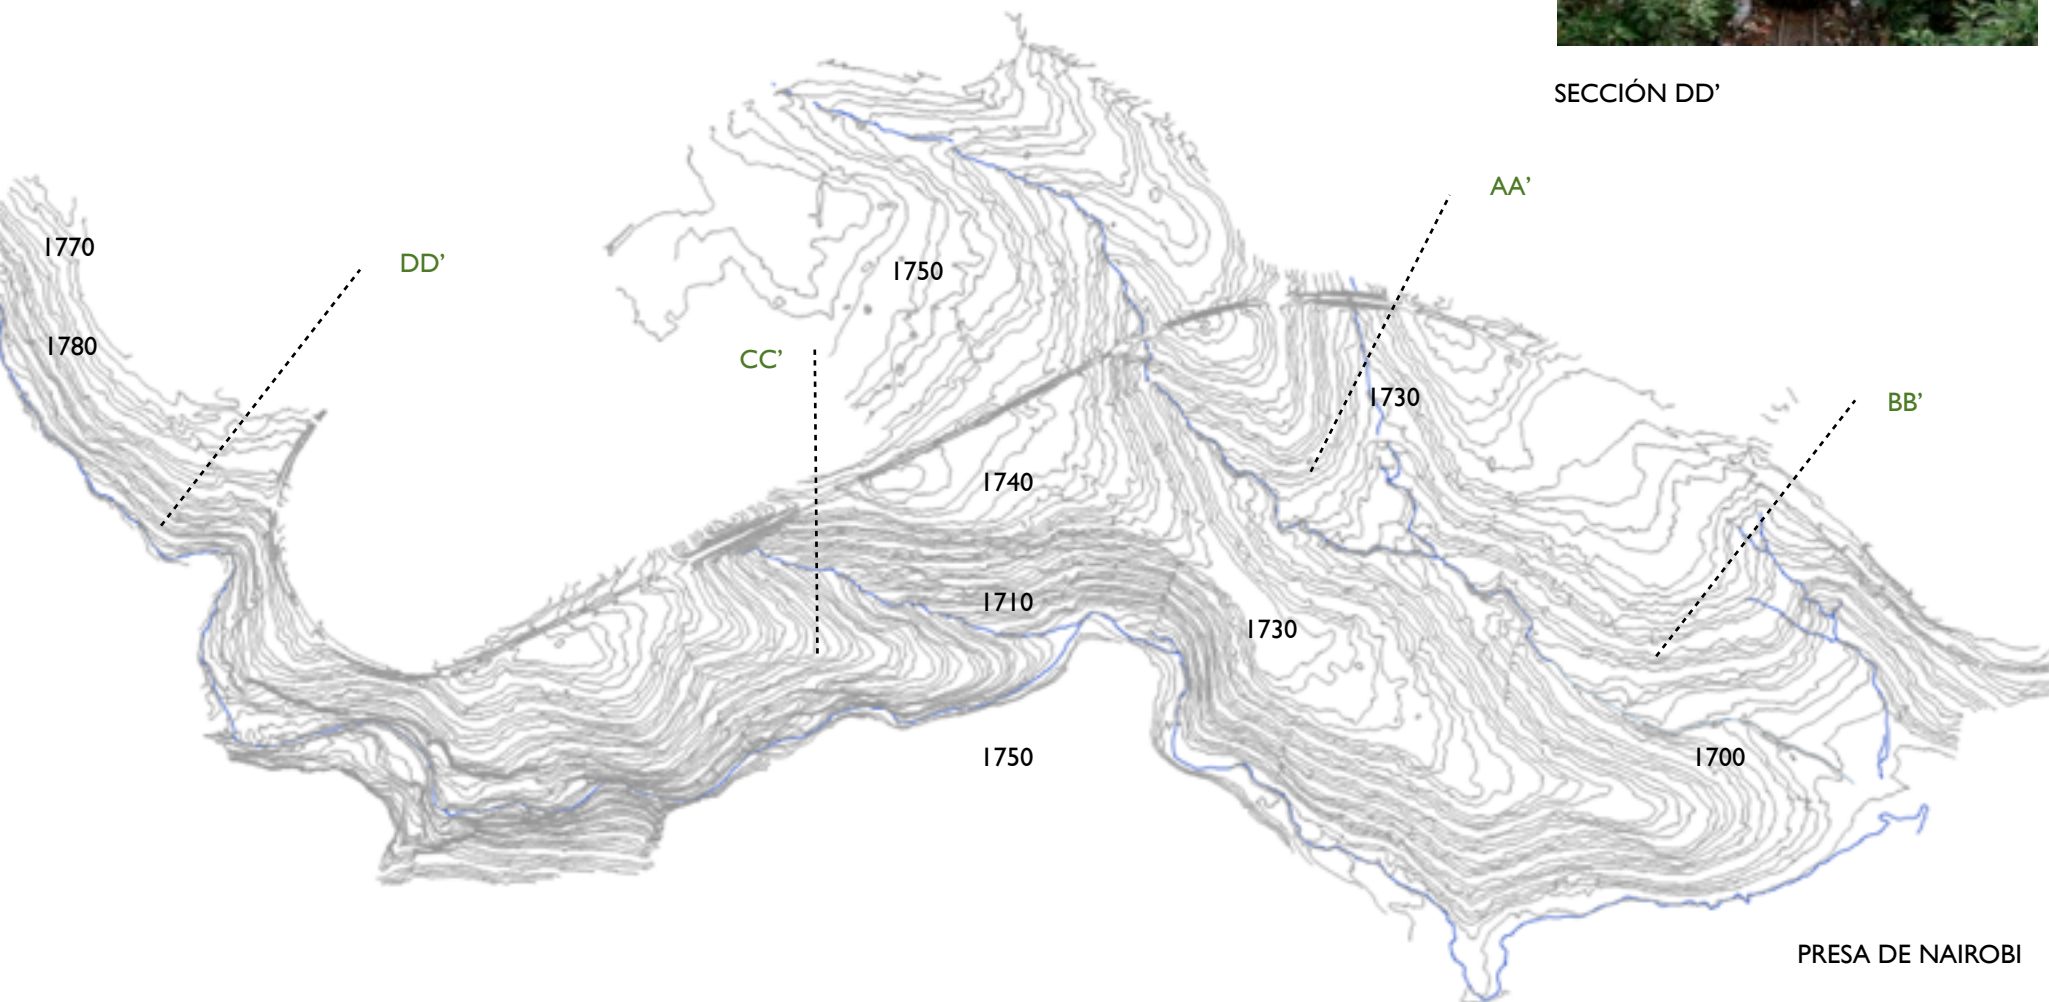 SECCIÓN DD’
AA’
1770
DD’
1750
1780
CC’
1730
BB’
1740
1710
1730
1750
1700
PRESA DE NAIROBI